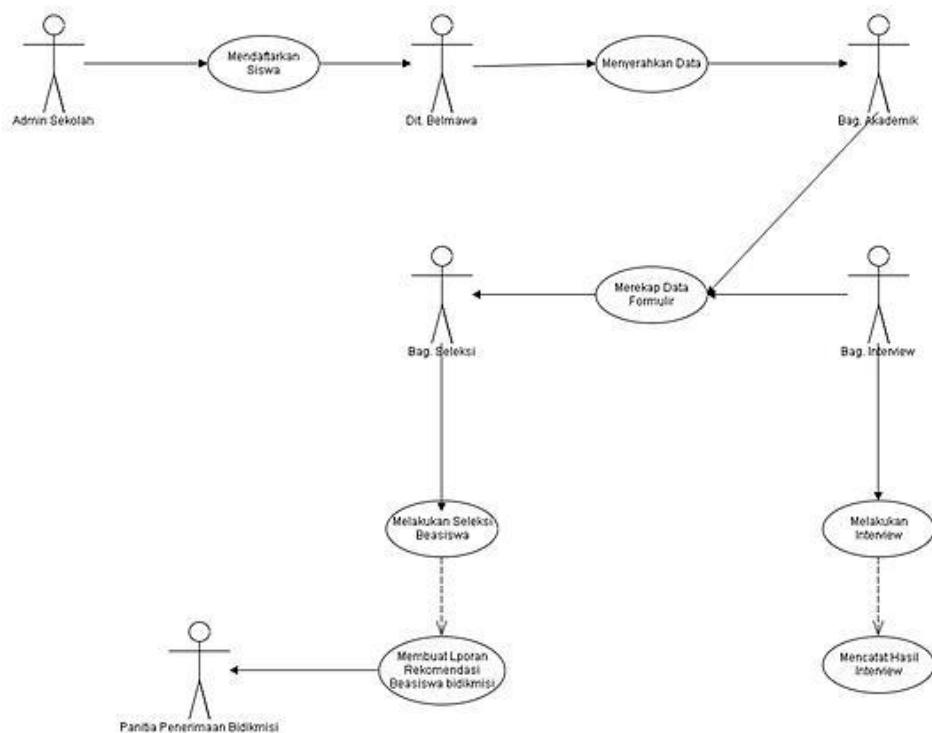 Mendaftarkan
Siswa
Menyerahkan Data
Admin Sekolah
Dit. Belmawa
Bag. Akademik
Merekap Data
Formulir
Bag. Seleksi
Bag. Interview
Melakukan Seleksi
Beasiswa
Melakukan
Interview
Membuat Lporan
Rekomendasi
Beasiswa bidikmisi
Mencatat Hasil
Interview
Panitia Penerimaan Bidikmisi